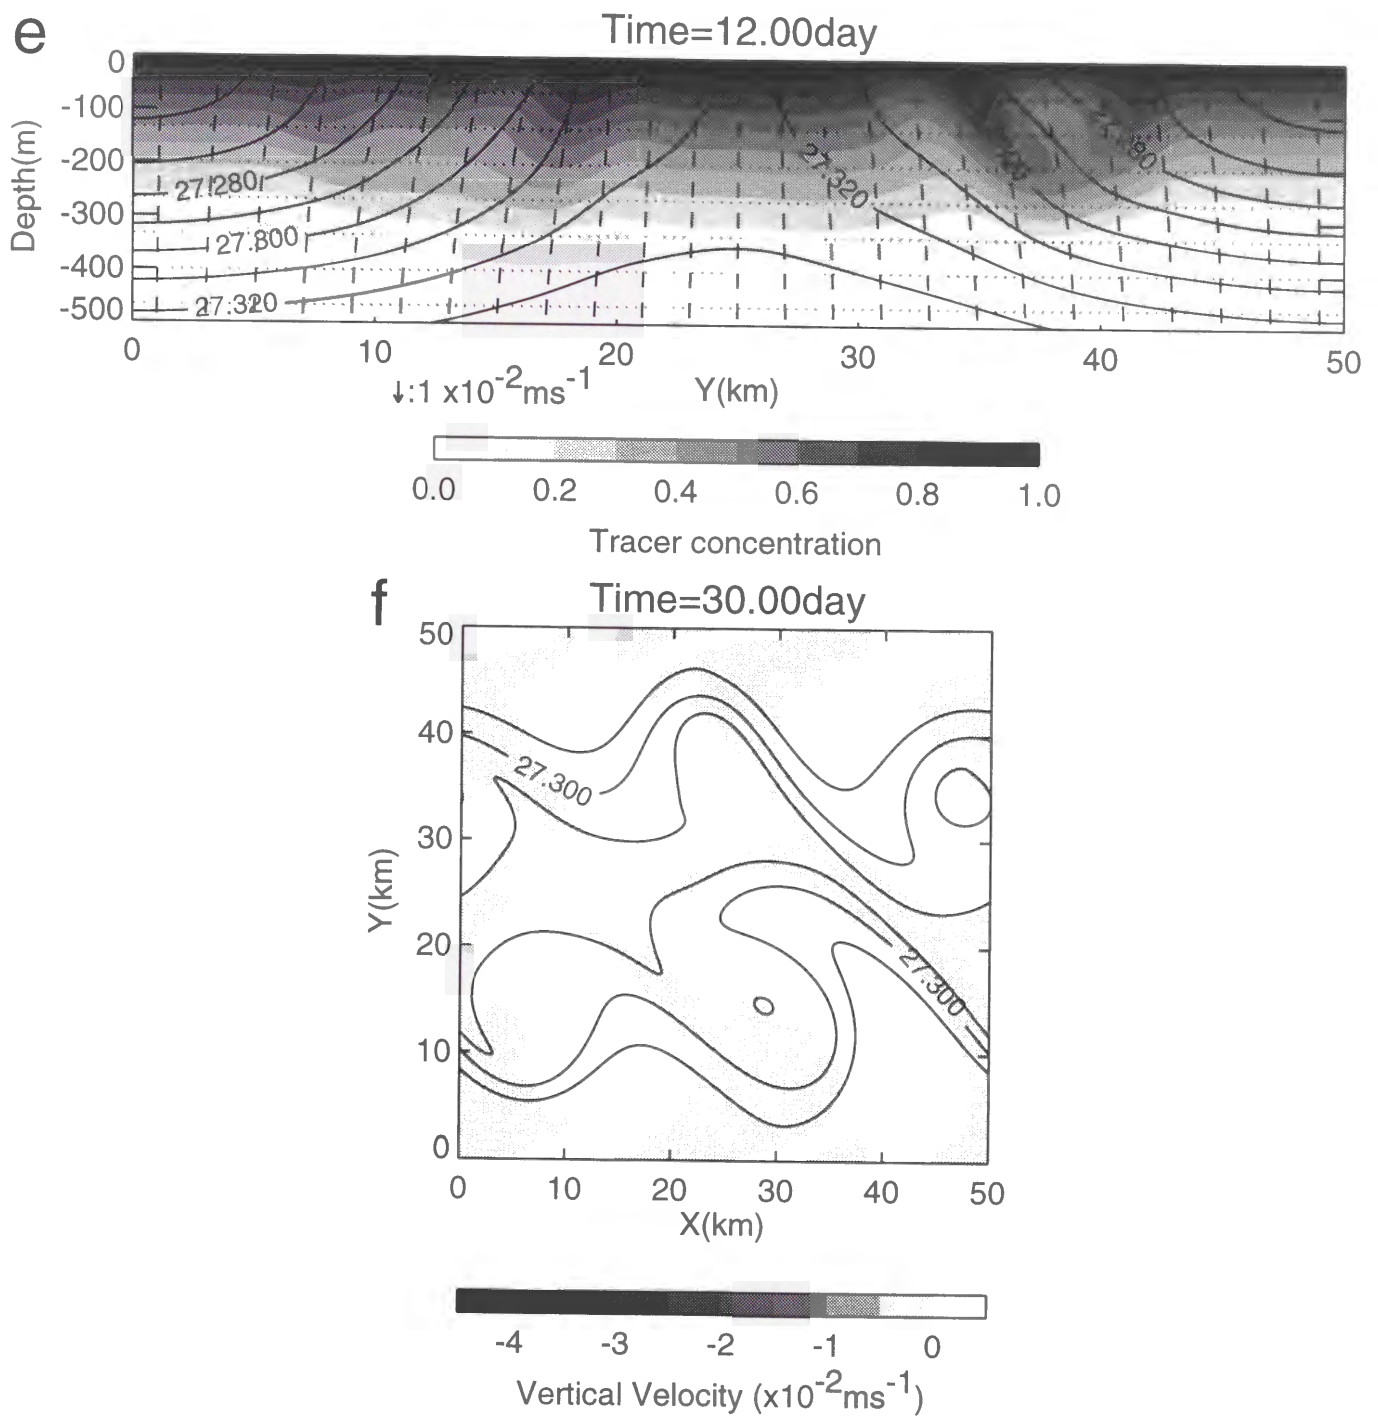 e
Time=12.00day
0
-100
-200
-300
-400
-500
Depth(m)
27.280
27.800
27.320
27.320
0 10 20 30 40 50
↓:1 x10⁻²ms⁻¹ Y(km)
0.0 0.2 0.4 0.6 0.8 1.0
Tracer concentration
f
Time=30.00day
50
40
30
20
10
0
Y(km)
27.300
27.300
0 10 20 30 40 50
X(km)
-4 -3 -2 -1 0
Vertical Velocity (x10⁻²ms⁻¹)